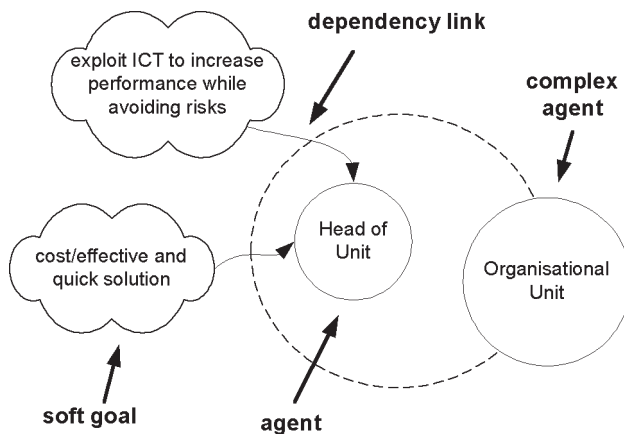 dependency link
exploit ICT to increase
performance while
avoiding risks
complex
agent
Head of
Unit
cost/effective and
quick solution
Organisational
Unit
soft goal
agent